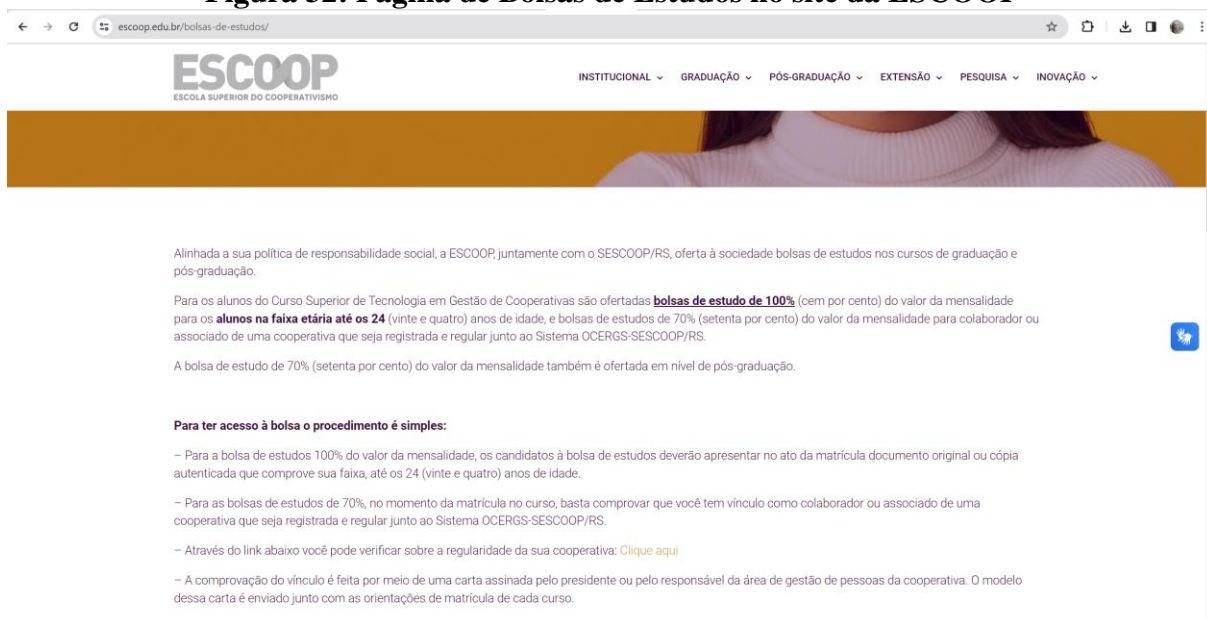 Figura 32: Página de Bolsas de Estudos no site da ESCOOP
escoop.edu.br/bolsas-de-estudos/
ESCOOP
ESCOLA SUPERIOR DO COOPERATIVISMO
INSTITUCIONAL GRADUAÇÃO PÓS-GRADUAÇÃO EXTENSÃO PESQUISA INOVAÇÃO
Alinhada a sua política de responsabilidade social, a ESCOOP, juntamente com o SESCOOP/RS, oferta à sociedade bolsas de estudos nos cursos de graduação e
pós-graduação.
Para os alunos do Curso Superior de Tecnologia em Gestão de Cooperativas são ofertadas bolsas de estudo de 100% (cem por cento) do valor da mensalidade
para os alunos na faixa etária até os 24 (vinte e quatro) anos de idade, e bolsas de estudos de 70% (setenta por cento) do valor da mensalidade para colaborador ou
associado de uma cooperativa que seja registrada e regular junto ao Sistema OCERGS-SESCOOP/RS.
A bolsa de estudo de 70% (setenta por cento) do valor da mensalidade também é ofertada em nível de pós-graduação.
Para ter acesso à bolsa o procedimento é simples:
– Para a bolsa de estudos 100% do valor da mensalidade, os candidatos à bolsa de estudos deverão apresentar no ato da matrícula documento original ou cópia
autenticada que comprove sua faixa, até os 24 (vinte e quatro) anos de idade.
– Para as bolsas de estudos de 70%, no momento da matrícula no curso, basta comprovar que você tem vínculo como colaborador ou associado de uma
cooperativa que seja registrada e regular junto ao Sistema OCERGS-SESCOOP/RS.
– Através do link abaixo você pode verificar sobre a regularidade da sua cooperativa: Clique aqui
– A comprovação do vínculo é feita por meio de uma carta assinada pelo presidente ou pelo responsável da área de gestão de pessoas da cooperativa. O modelo
dessa carta é enviado junto com as orientações de matrícula de cada curso.